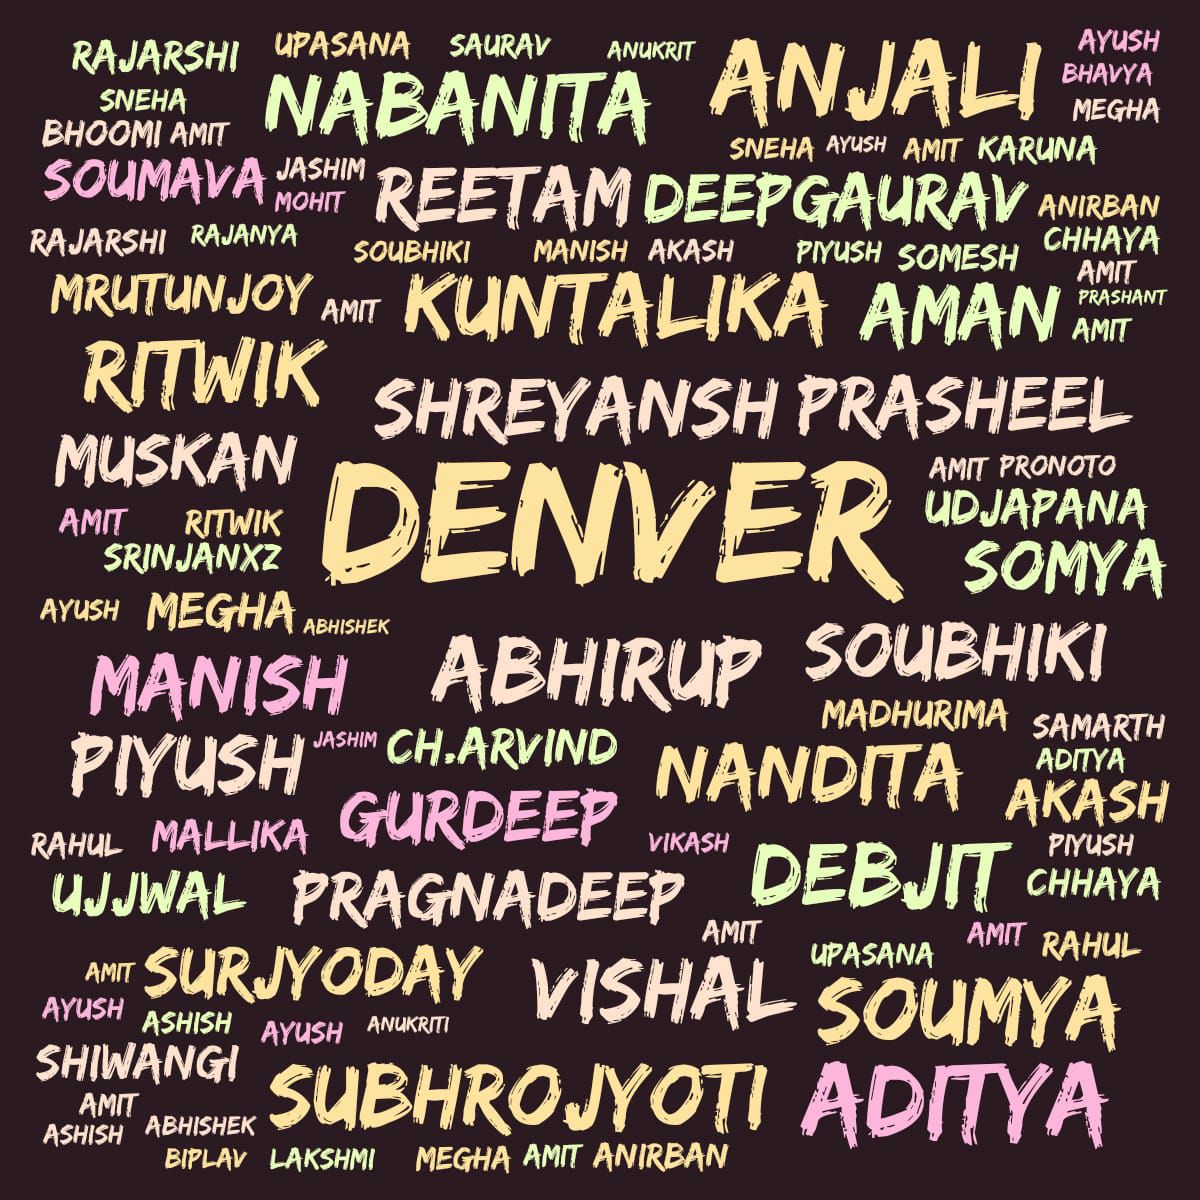 RAJARSHI UPASANA SAURAV ANUKRIT ANJALI AYUSH
BHAVYA
SNEHA NABANITA MEGHA
BHOOMI AMIT SNEHA AYUSH AMIT KARUNA
SOUMAVA JASHIM REETAM DEEPGAURAV ANIRBAN
MOHIT
RAJARSHI RAJANYA SOUBHIKI MANISH AKASH PIYUSH SOMESH CHHAYA
AMIT
MRUTUNJOY AMIT KUNTALIKA AMAN PRASHANT
AMIT
RITWIK SHREYANSH PRASHEEL
MUSKAN DENVER AMIT PRONOTO
AMIT RITWIK UDJAPANA
SRINJANXZ SOMYA
AYUSH MEGHA ABHISHEK
MANISH ABHIRUP SOUBHIKI
MADHURIMA SAMARTH
PIYUSH JASHIM CH.ARVIND NANDITA ADITYA
AKASH
RAHUL MALLIKA GURDEEP VIKASH PIYUSH
UJJWAL PRAGNADEEP DEBJIT CHHAYA
AMIT AMIT RAHUL
AMIT SURJYODAY UPASANA
AYUSH VISHAL SOUMYA
ASHISH AYUSH ANUKRITI
SHIWANGI SUBHROJYOTI ADITYA
AMIT
ASHISH ABHISHEK
BIPLAV LAKSHMI MEGHA AMIT ANIRBAN